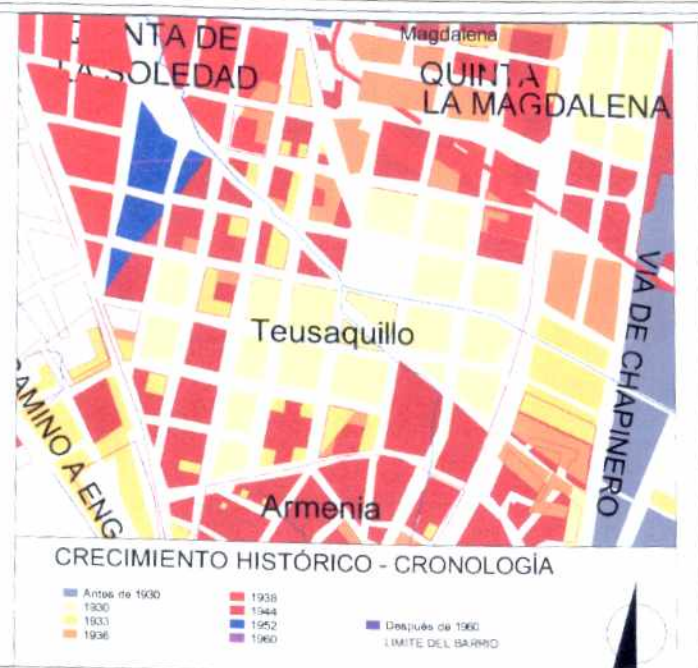 NTA DE
LA SOLEDAD
Magdalena
QUINTA
LA MAGDALENA
VIA DE CHAPINERO
Teusaquillo
CAMINO A ENG
Armenia
CRECIMIENTO HISTÓRICO - CRONOLOGÍA
Antes de 1930
1930
1933
1936
1938
1944
1952
1960
Después de 1960
LIMITE DEL BARRIO